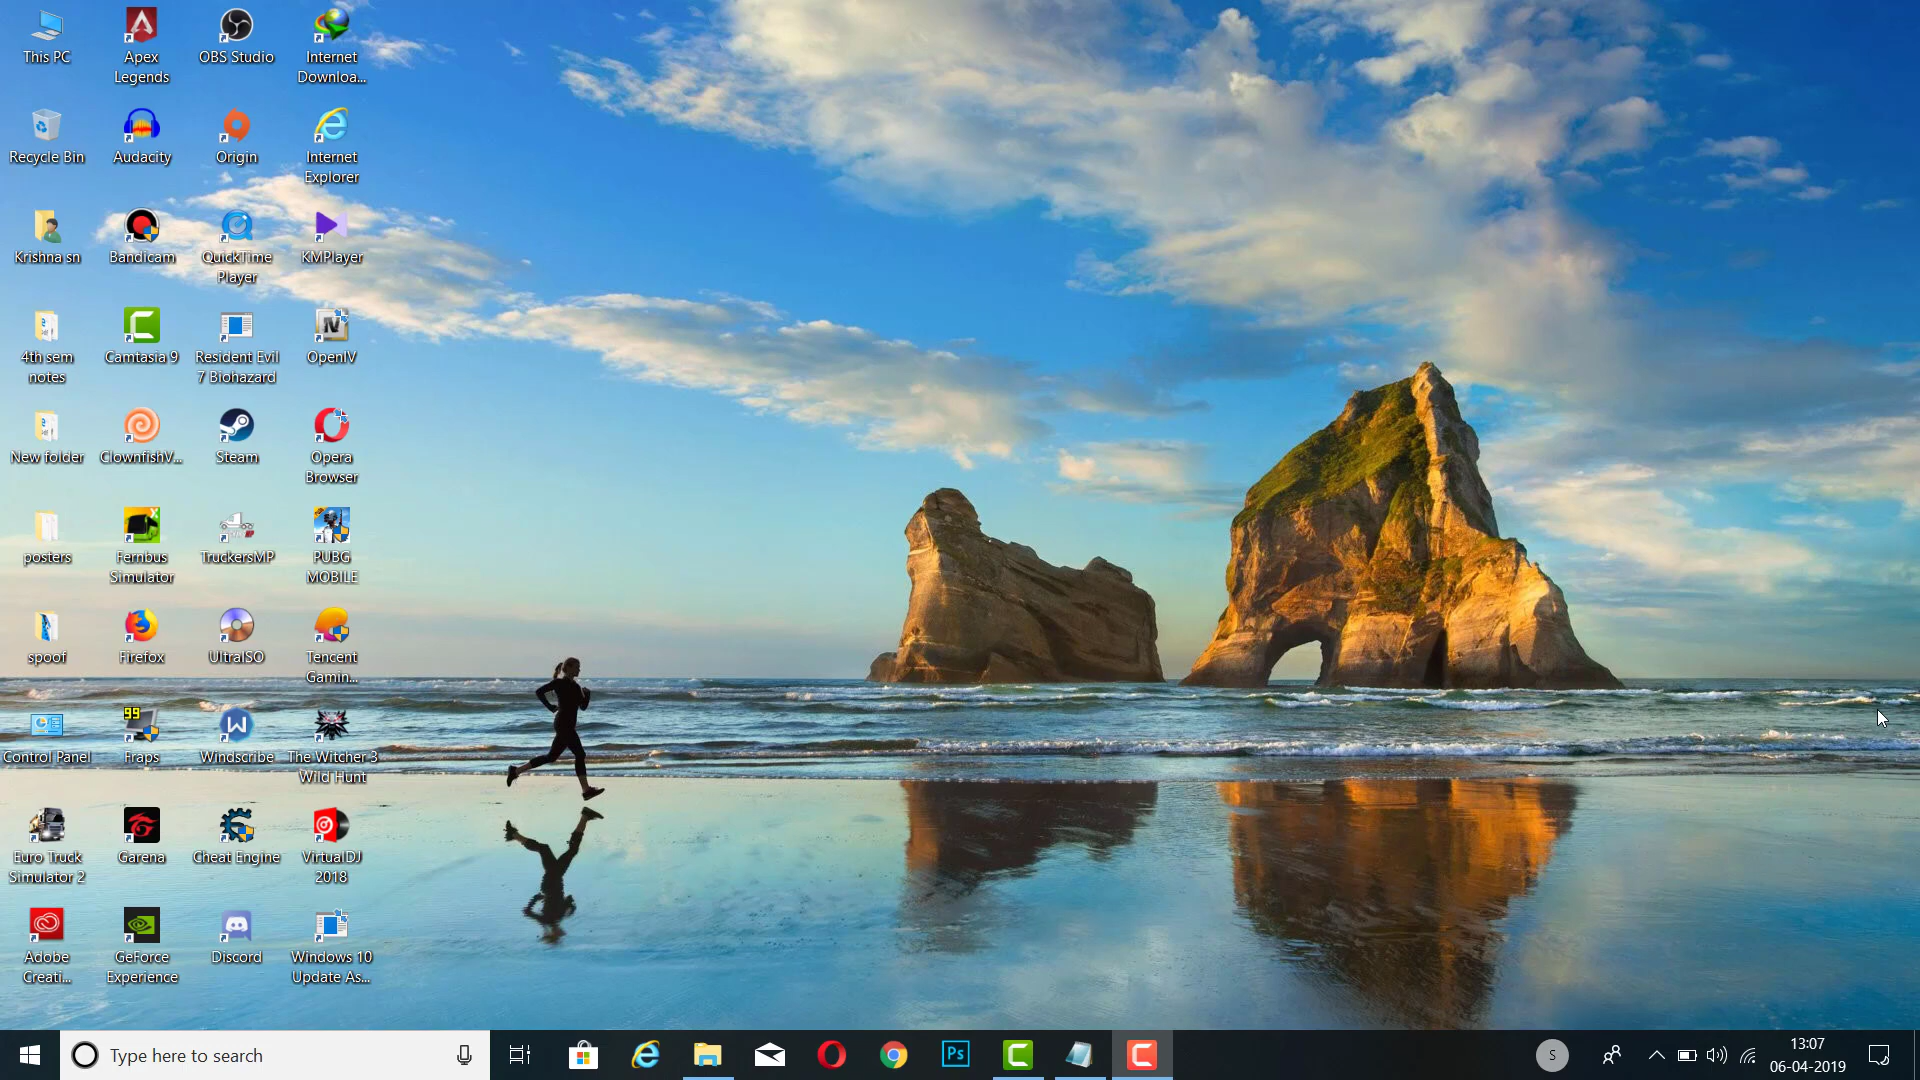 This PC
Apex
Legends
OBS Studio
Internet
Downloa...
Recycle Bin
Audacity
Origin
Internet
Explorer
Krishna sn
Bandicam
QuickTime
Player
KMPlayer
4th sem
notes
Camtasia 9
Resident Evil
7 Biohazard
OpenIV
New folder
ClownfishV...
Steam
Opera
Browser
posters
Fernbus
Simulator
TruckersMP
PUBG
MOBILE
spoof
Firefox
UltraISO
Tencent
Gamin...
99
Control Panel
Fraps
Windscribe
The Witcher 3
Wild Hunt
Euro Truck
Simulator 2
Garena
Cheat Engine
VirtualDJ
2018
Adobe
Creati...
GeForce
Experience
Discord
Windows 10
Update As...
Type here to search
Ps
S
13:07
06-04-2019